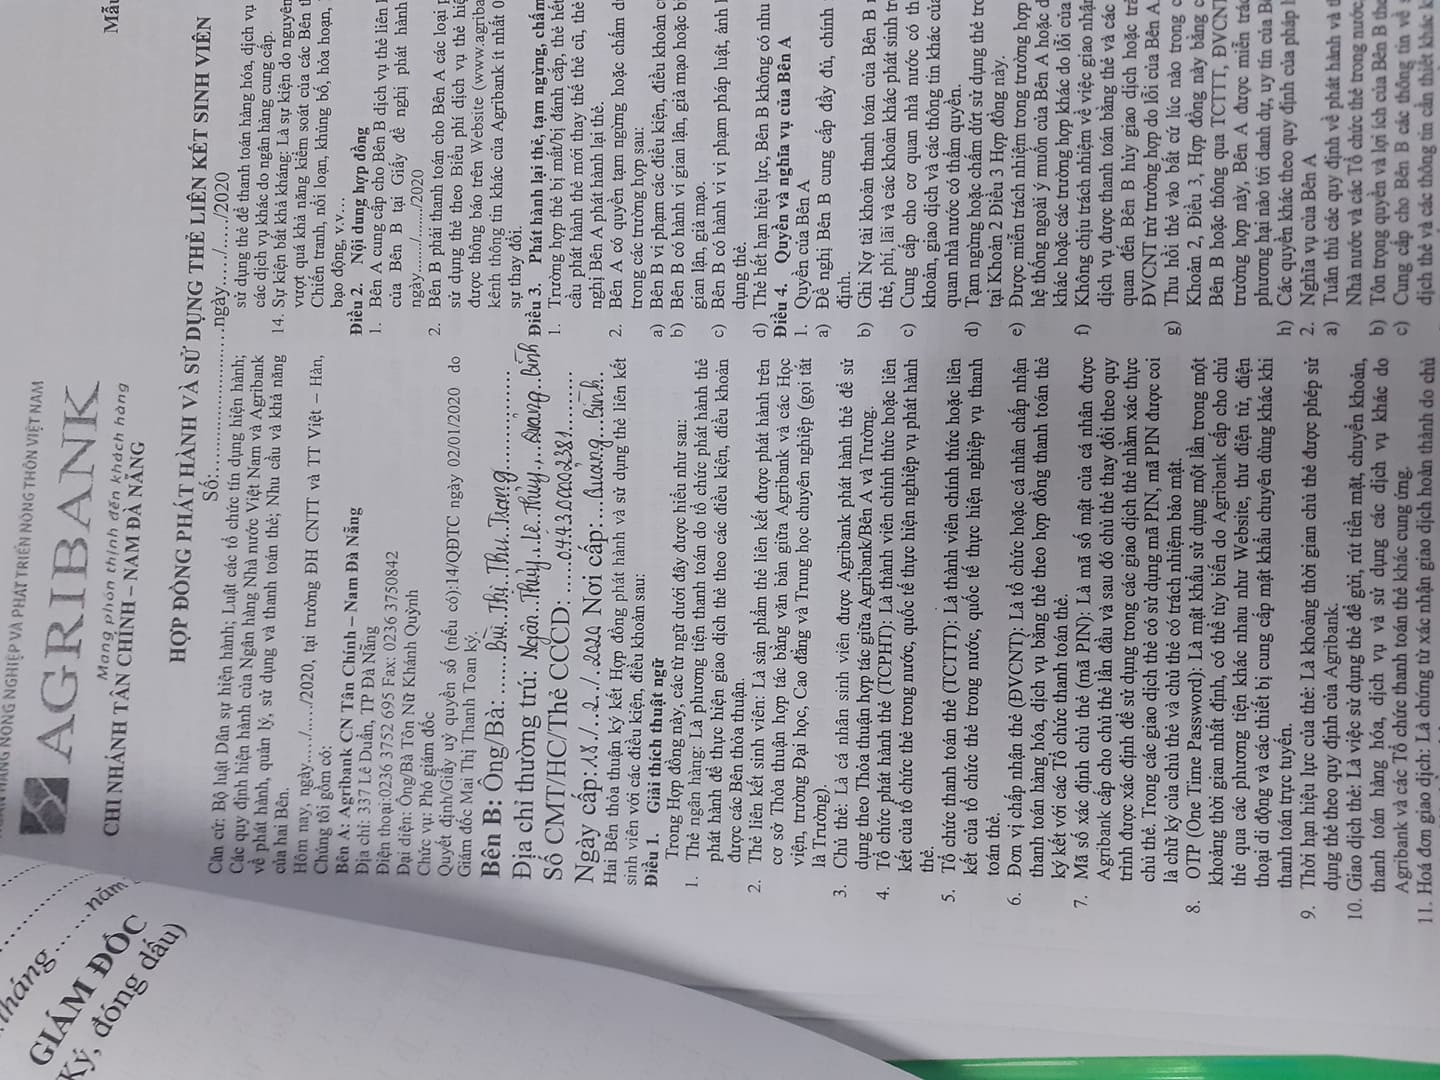 tháng......năm
GIÁM ĐỐC
Ký, đóng dấu)
HÀNG NÔNG NGHIỆP VÀ PHÁT TRIỂN NÔNG THÔN VIỆT NAM
AGRIBANK
Mang phồn thịnh đến khách hàng
CHI NHÁNH TÂN CHÍNH – NAM ĐÀ NẴNG
Mẫu
HỢP ĐỒNG PHÁT HÀNH VÀ SỬ DỤNG THẺ LIÊN KẾT SINH VIÊN
Số:..........................ngày...../...../2020
Căn cứ: Bộ luật Dân sự hiện hành; Luật các tổ chức tín dụng hiện hành;
Các quy định hiện hành của Ngân hàng Nhà nước Việt Nam và Agribank
về phát hành, quản lý, sử dụng và thanh toán thẻ; Nhu cầu và khả năng
của hai Bên.
Hôm nay, ngày...../...../2020, tại trường ĐH CNTT và TT Việt – Hàn,
Chúng tôi gồm có:
Bên A: Agribank CN Tân Chính – Nam Đà Nẵng
Địa chỉ: 337 Lê Duẩn, TP Đà Nẵng
Điện thoại:0236 3752 695 Fax: 0236 3750842
Đại diện: Ông/Bà Tôn Nữ Khánh Quỳnh
Chức vụ: Phó giám đốc
Quyết định/Giấy uỷ quyền số (nếu có):14/QĐTC ngày 02/01/2020 do
Giám đốc Mai Thị Thanh Toan ký.
Bên B: Ông/Bà: ......Bùi..Thị..Thu..Trang..............
Địa chỉ thường trú: Ngân..Thủy..,.Lệ..Thủy..,..Quảng..Bình
Số CMT/HC/Thẻ CCCD: .....044300002381..........
Ngày cấp:18./..2../..2020 Nơi cấp:...Quảng...Bình.
Hai Bên thỏa thuận ký kết Hợp đồng phát hành và sử dụng thẻ liên kết
sinh viên với các điều kiện, điều khoản sau:
Điều 1. Giải thích thuật ngữ
Trong Hợp đồng này, các từ ngữ dưới đây được hiểu như sau:
1. Thẻ ngân hàng: Là phương tiện thanh toán do tổ chức phát hành thẻ
phát hành để thực hiện giao dịch thẻ theo các điều kiện, điều khoản
được các Bên thỏa thuận.
2. Thẻ liên kết sinh viên: Là sản phẩm thẻ liên kết được phát hành trên
cơ sở Thỏa thuận hợp tác bằng văn bản giữa Agribank và các Học
viện, trường Đại học, Cao đẳng và Trung học chuyên nghiệp (gọi tắt
là Trường).
3. Chủ thẻ: Là cá nhân sinh viên được Agribank phát hành thẻ để sử
dụng theo Thỏa thuận hợp tác giữa Agribank/Bên A và Trường.
4. Tổ chức phát hành thẻ (TCPHT): Là thành viên chính thức hoặc liên
kết của tổ chức thẻ trong nước, quốc tế thực hiện nghiệp vụ phát hành
thẻ.
5. Tổ chức thanh toán thẻ (TCTTT): Là thành viên chính thức hoặc liên
kết của tổ chức thẻ trong nước, quốc tế thực hiện nghiệp vụ thanh
toán thẻ.
6. Đơn vị chấp nhận thẻ (ĐVCNT): Là tổ chức hoặc cá nhân chấp nhận
thanh toán hàng hóa, dịch vụ bằng thẻ theo hợp đồng thanh toán thẻ
ký kết với các Tổ chức thanh toán thẻ.
7. Mã số xác định chủ thẻ (mã PIN): Là mã số mật của cá nhân được
Agribank cấp cho chủ thẻ lần đầu và sau đó chủ thẻ thay đổi theo quy
trình được xác định để sử dụng trong các giao dịch thẻ nhằm xác thực
chủ thẻ. Trong các giao dịch thẻ có sử dụng mã PIN, mã PIN được coi
là chữ ký của chủ thẻ và chủ thẻ có trách nhiệm bảo mật.
8. OTP (One Time Password): Là mật khẩu sử dụng một lần trong một
khoảng thời gian nhất định, có thể tùy biến do Agribank cấp cho chủ
thẻ qua các phương tiện khác nhau như Website, thư điện tử, điện
thoại di động và các thiết bị cung cấp mật khẩu chuyên dùng khác khi
thanh toán trực tuyến.
9. Thời hạn hiệu lực của thẻ: Là khoảng thời gian chủ thẻ được phép sử
dụng thẻ theo quy định của Agribank.
10. Giao dịch thẻ: Là việc sử dụng thẻ để gửi, rút tiền mặt, chuyển khoản,
thanh toán hàng hóa, dịch vụ và sử dụng các dịch vụ khác do
Agribank và các Tổ chức thanh toán thẻ khác cung ứng.
11. Hoá đơn giao dịch: Là chứng từ xác nhận giao dịch hoàn thành do chủ
sử dụng thẻ để thanh toán hàng hóa, dịch vụ
các dịch vụ khác do ngân hàng cung cấp.
14. Sự kiện bất khả kháng: Là sự kiện do nguyên
vượt quá khả năng kiểm soát của các Bên
Chiến tranh, nổi loạn, khủng bố, hỏa hoạn,
bạo động, v.v...
Điều 2. Nội dung hợp đồng
1. Bên A cung cấp cho Bên B dịch vụ thẻ liên
của Bên B tại Giấy đề nghị phát hành
ngày......./......./2020
2. Bên B phải thanh toán cho Bên A các loại
sử dụng thẻ theo Biểu phí dịch vụ thẻ
được thông báo trên Website (www.agriba
kênh thông tin khác của Agribank ít nhất 0
sự thay đổi.
Điều 3. Phát hành lại thẻ, tạm ngừng, chấm
1. Trường hợp thẻ bị mất/bị đánh cắp, thẻ hết
cầu phát hành thẻ mới thay thế thẻ cũ, thẻ
nghị Bên A phát hành lại thẻ.
2. Bên A có quyền tạm ngừng hoặc chấm
trong các trường hợp sau:
a) Bên B vi phạm các điều kiện, điều khoản
b) Bên B có hành vi gian lận, giả mạo hoặc
gian lận, giả mạo.
c) Bên B có hành vi vi phạm pháp luật, ảnh
dụng thẻ.
d) Thẻ hết hạn hiệu lực, Bên B không có nhu
Điều 4. Quyền và nghĩa vụ của Bên A
1. Quyền của Bên A
a) Đề nghị Bên B cung cấp đầy đủ, chính
định.
b) Ghi Nợ tài khoản thanh toán của Bên B
thẻ, phí, lãi và các khoản khác phát sinh
c) Cung cấp cho cơ quan nhà nước có
khoản, giao dịch và các thông tin khác của
quan nhà nước có thẩm quyền.
d) Tạm ngừng hoặc chấm dứt sử dụng thẻ
tại Khoản 2 Điều 3 Hợp đồng này.
e) Được miễn trách nhiệm trong trường hợp
hệ thống ngoài ý muốn của Bên A hoặc
khác hoặc các trường hợp khác do lỗi của
f) Không chịu trách nhiệm về việc giao nhận
dịch vụ được thanh toán bằng thẻ và các
quan đến Bên B hủy giao dịch hoặc
ĐVCNT trừ trường hợp do lỗi của Bên A
g) Thu hồi thẻ vào bất cứ lúc nào trong
Khoản 2, Điều 3, Hợp đồng này bằng
Bên B hoặc thông qua TCTTT, ĐVCNT
trường hợp này, Bên A được miễn
phương hại nào tới danh dự, uy tín của
h) Các quyền khác theo quy định của pháp
2. Nghĩa vụ của Bên A
a) Tuân thủ các quy định về phát hành và
Nhà nước và các Tổ chức thẻ trong nước
b) Tôn trọng quyền và lợi ích của Bên B
c) Cung cấp cho Bên B các thông tin về
dịch thẻ và các thông tin cần thiết khác